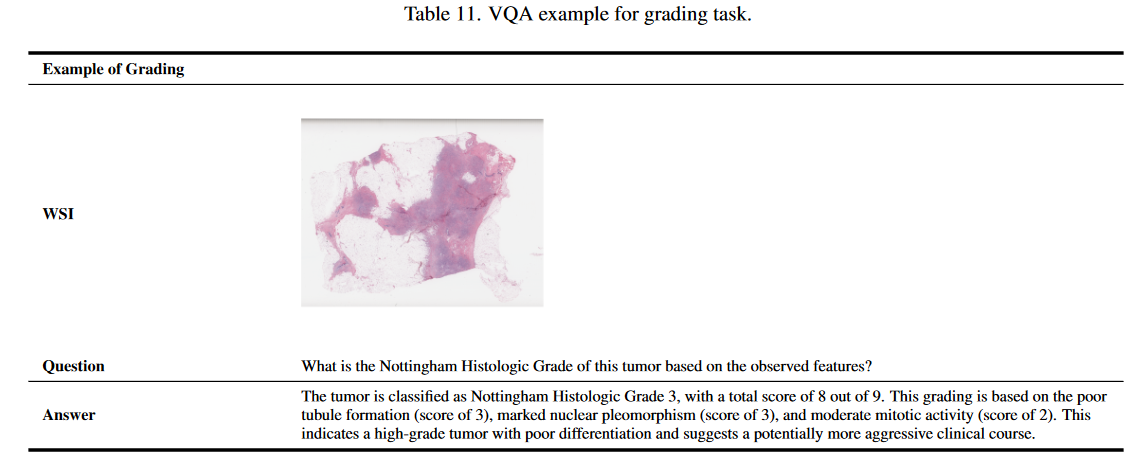 Table 11. VQA example for grading task.
Example of Grading
WSI
Question
What is the Nottingham Histologic Grade of this tumor based on the observed features?
Answer
The tumor is classified as Nottingham Histologic Grade 3, with a total score of 8 out of 9. This grading is based on the poor
tubule formation (score of 3), marked nuclear pleomorphism (score of 3), and moderate mitotic activity (score of 2). This
indicates a high-grade tumor with poor differentiation and suggests a potentially more aggressive clinical course.